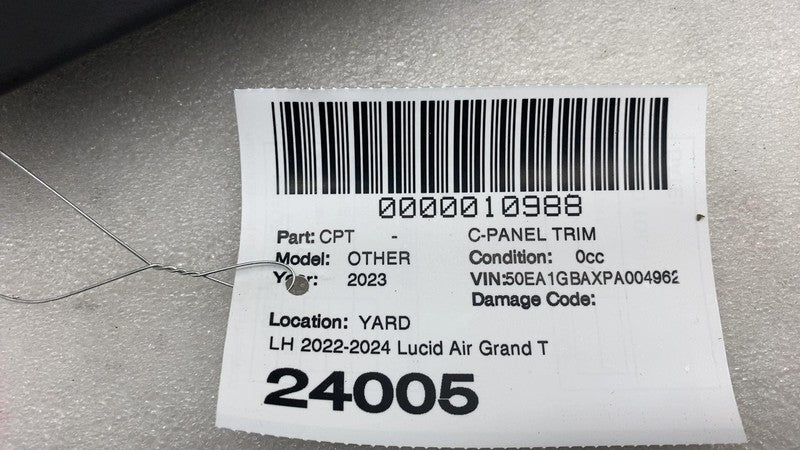 0000010988
Part: CPT - C-PANEL TRIM
Model: OTHER Condition: 0cc
Year: 2023 VIN:50EA1GBAXPA004962
Damage Code:
Location: YARD
LH 2022-2024 Lucid Air Grand T
24005